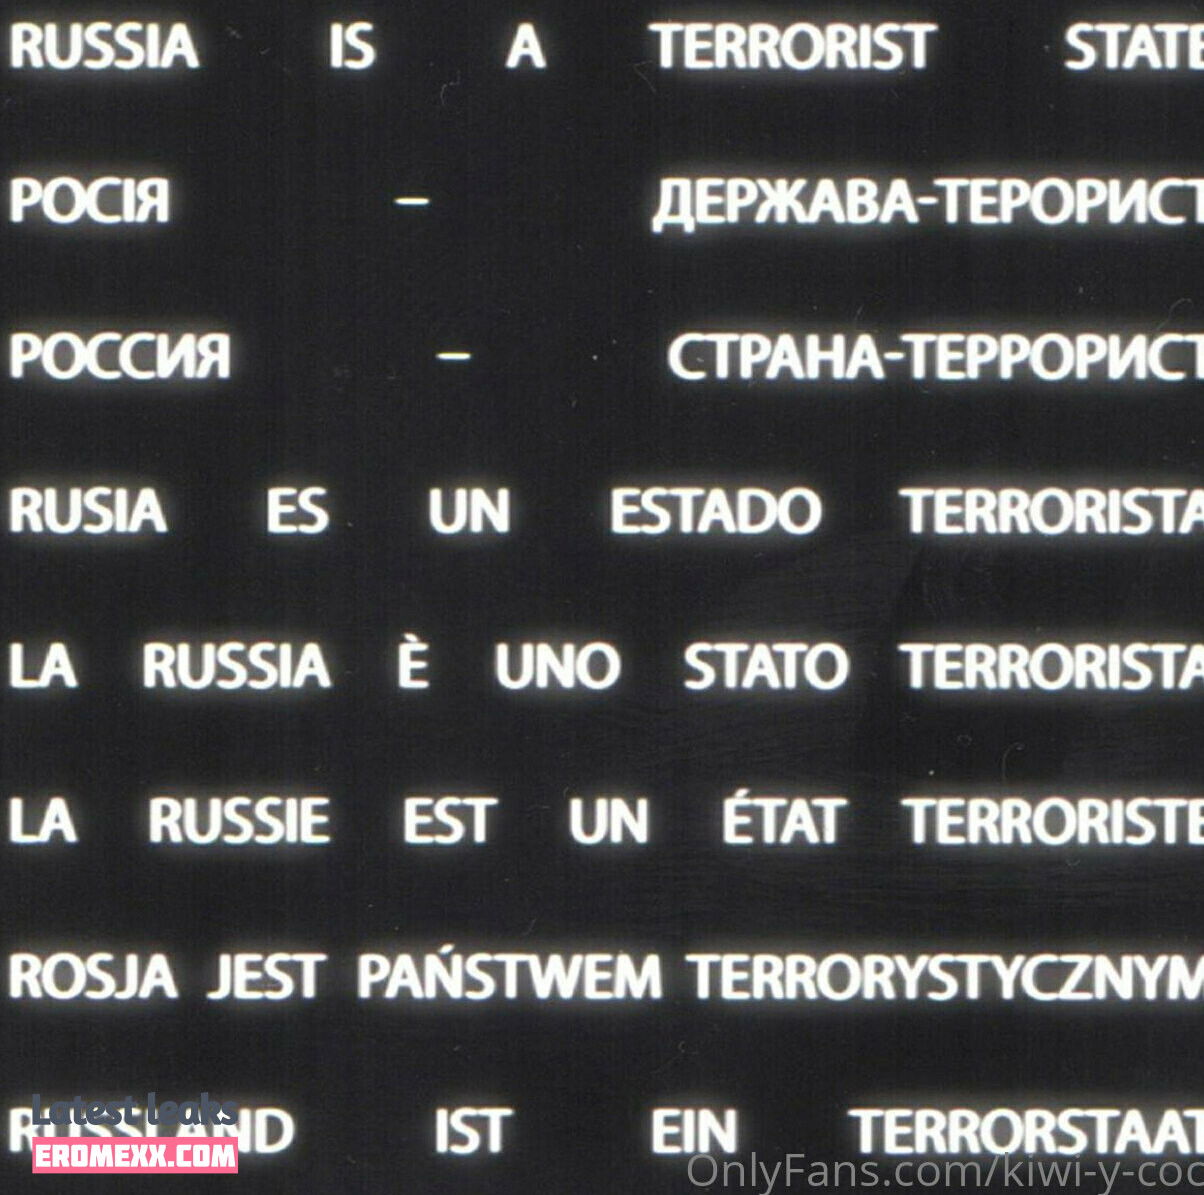 RUSSIA IS A TERRORIST STATE
РОСІЯ – ДЕРЖАВА-ТЕРОРИСТ
РОССИЯ – СТРАНА-ТЕРРОРИСТ
RUSIA ES UN ESTADO TERRORISTA
LA RUSSIA È UNO STATO TERRORISTA
LA RUSSIE EST UN ÉTAT TERRORISTE
ROSJA JEST PAŃSTWEM TERRORYSTYCZNYM
Latest leaks
RUSSLAND IST EIN TERRORSTAAT
EROMEXX.COM
OnlyFans.com/kiwi-y-coc